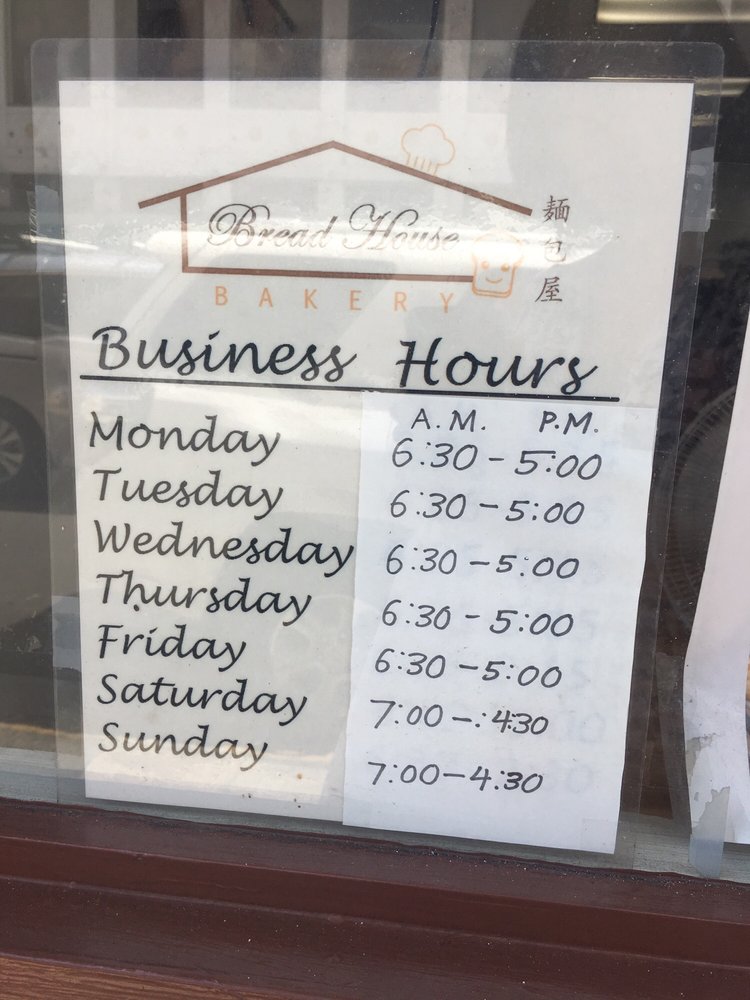 Bread House
麵包屋
BAKERY
Business Hours
A.M. P.M.
Monday 6:30 - 5:00
Tuesday 6:30 - 5:00
Wednesday 6:30 - 5:00
Thursday 6:30 - 5:00
Friday 6:30 - 5:00
Saturday 7:00 -: 4:30
Sunday 7:00 - 4:30